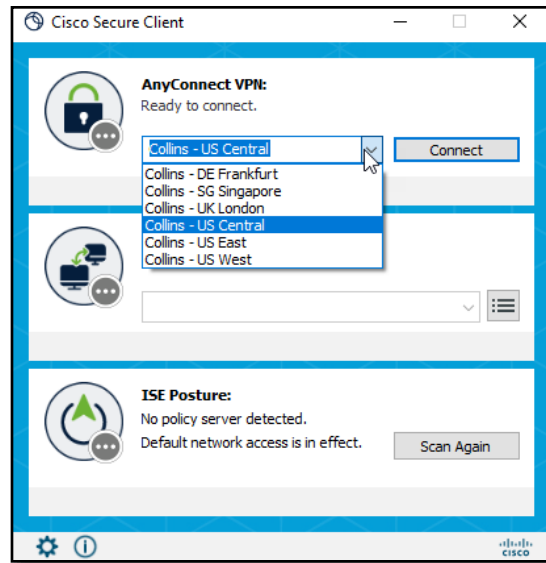 Cisco Secure Client
AnyConnect VPN:
Ready to connect.
Collins - US Central
Connect
Collins - DE Frankfurt
Collins - SG Singapore
Collins - UK London
Collins - US Central
Collins - US East
Collins - US West
ISE Posture:
No policy server detected.
Default network access is in effect.
Scan Again
cisco